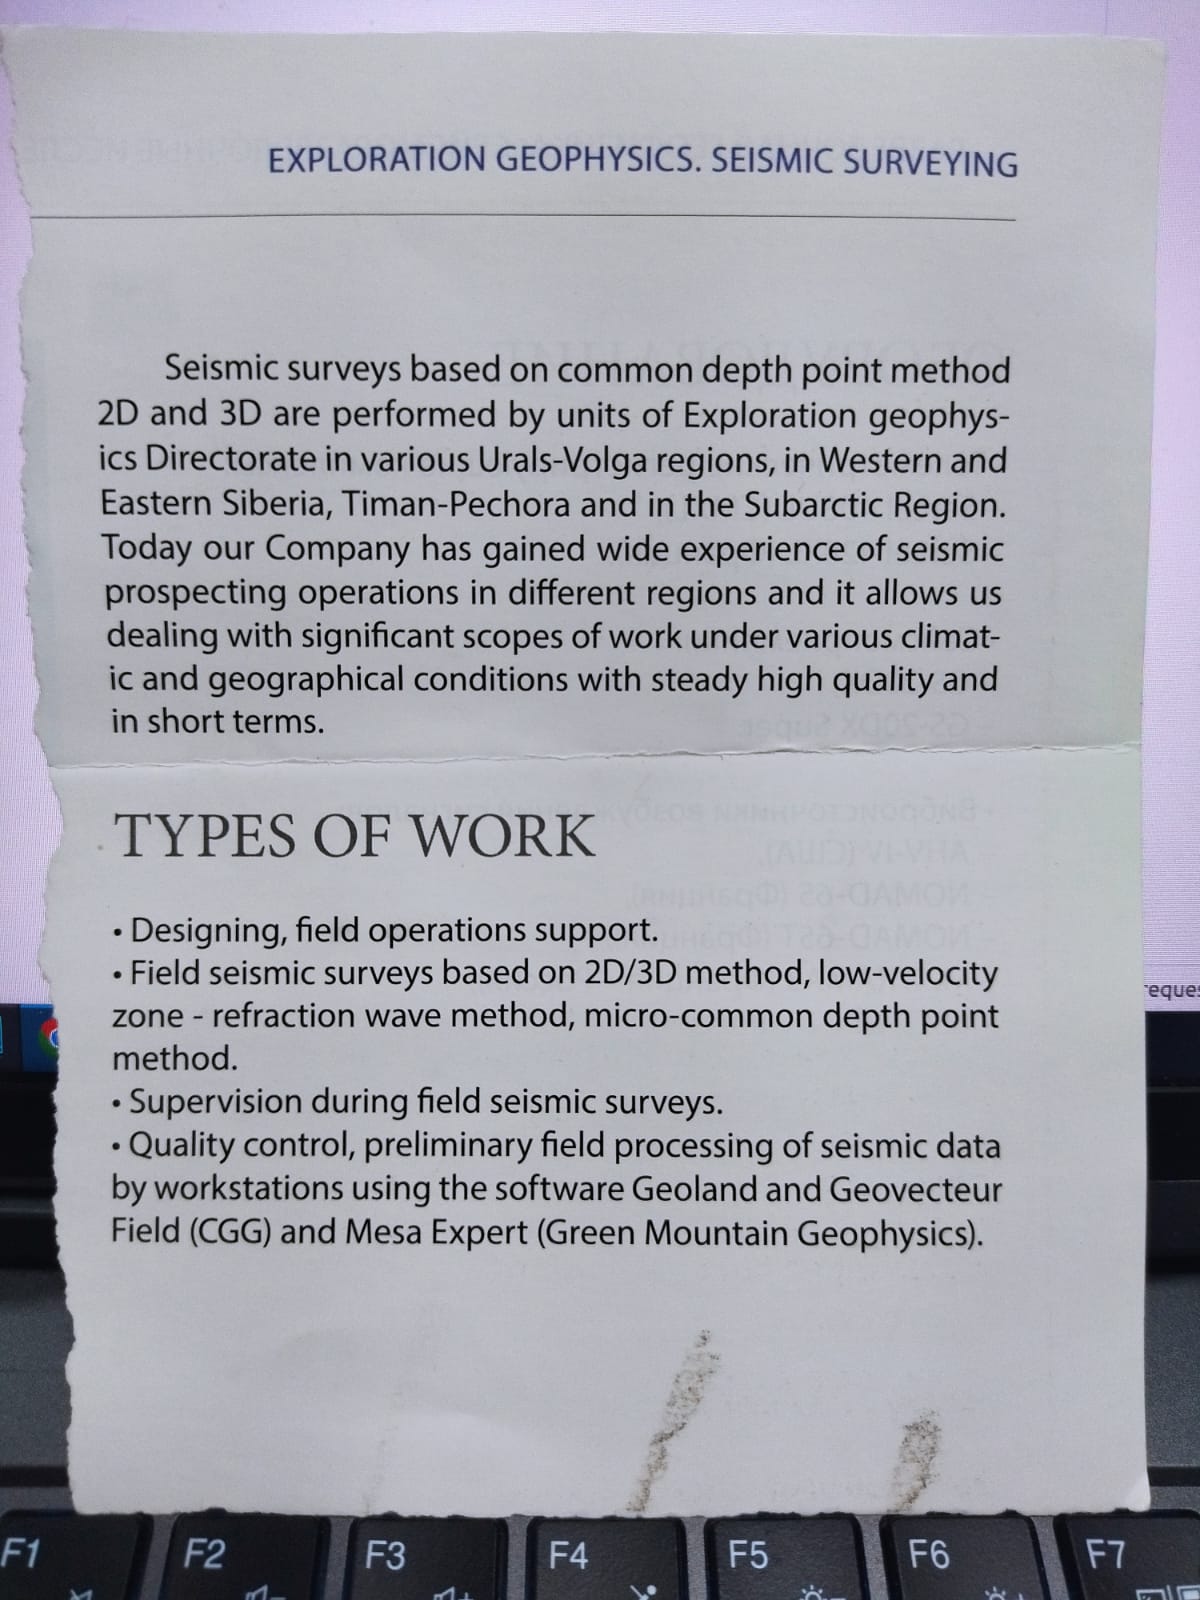 EXPLORATION GEOPHYSICS. SEISMIC SURVEYING
Seismic surveys based on common depth point method
2D and 3D are performed by units of Exploration geophys-
ics Directorate in various Urals-Volga regions, in Western and
Eastern Siberia, Timan-Pechora and in the Subarctic Region.
Today our Company has gained wide experience of seismic
prospecting operations in different regions and it allows us
dealing with significant scopes of work under various climat-
ic and geographical conditions with steady high quality and
in short terms.
TYPES OF WORK
• Designing, field operations support.
• Field seismic surveys based on 2D/3D method, low-velocity
zone - refraction wave method, micro-common depth point
method.
• Supervision during field seismic surveys.
• Quality control, preliminary field processing of seismic data
by workstations using the software Geoland and Geovecteur
Field (CGG) and Mesa Expert (Green Mountain Geophysics).
F1 F2 F3 F4 F5 F6 F7